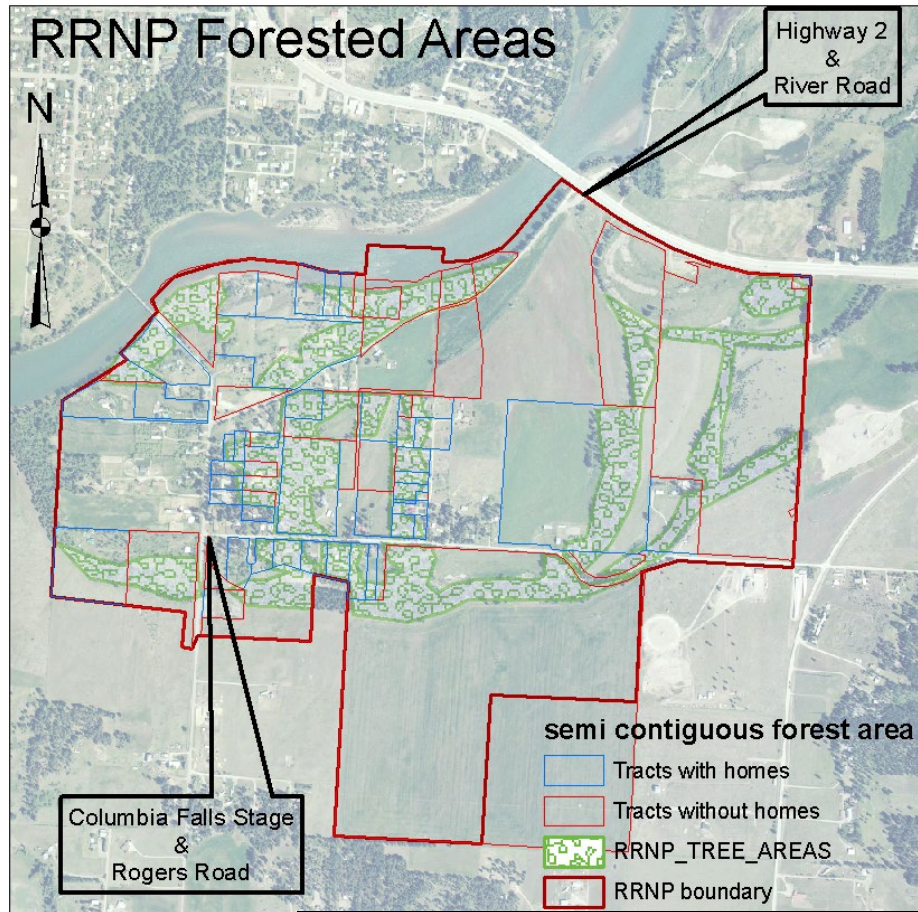 RRNP Forested Areas
Highway 2
&
River Road
N
semi contiguous forest area
Tracts with homes
Tracts without homes
RRNP_TREE_AREAS
RRNP boundary
Columbia Falls Stage
&
Rogers Road